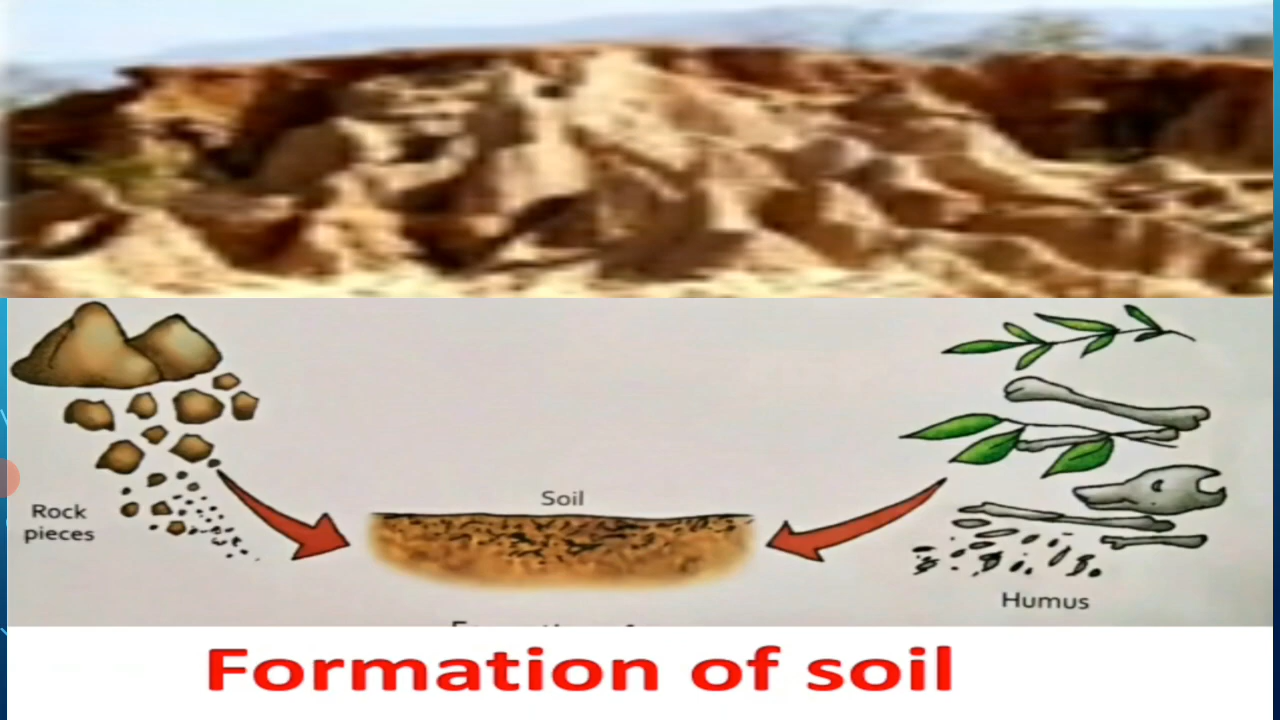 Soil
Rock
pieces
Humus
Formation of soil